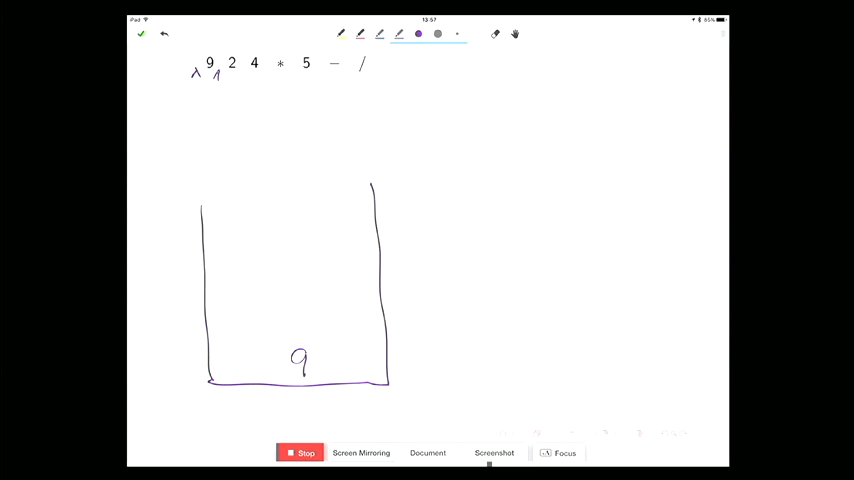 iPad 13:57 85%
9 2 4 * 5 − /
9
Stop Screen Mirroring Document Screenshot Focus